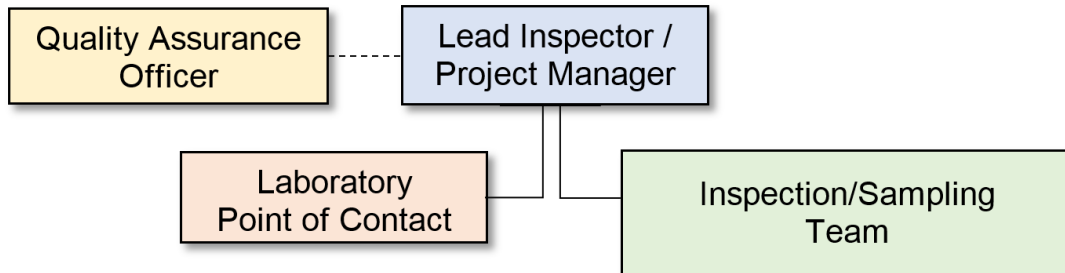 Quality Assurance
Officer
Lead Inspector /
Project Manager
Laboratory
Point of Contact
Inspection/Sampling
Team